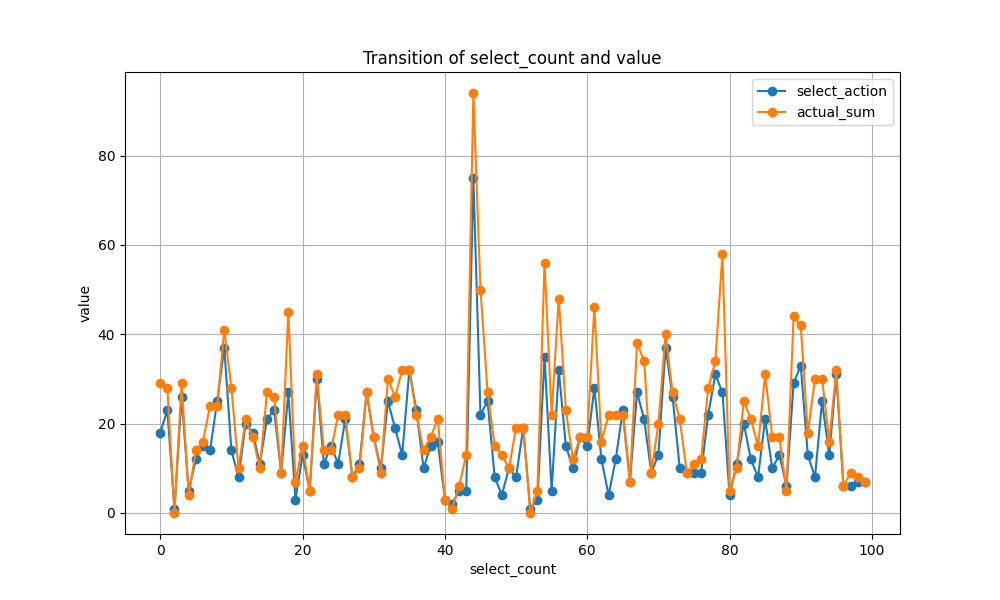 Transition of select_count and value
select_action
actual_sum
value
80
60
40
20
0
0 20 40 60 80 100
select_count